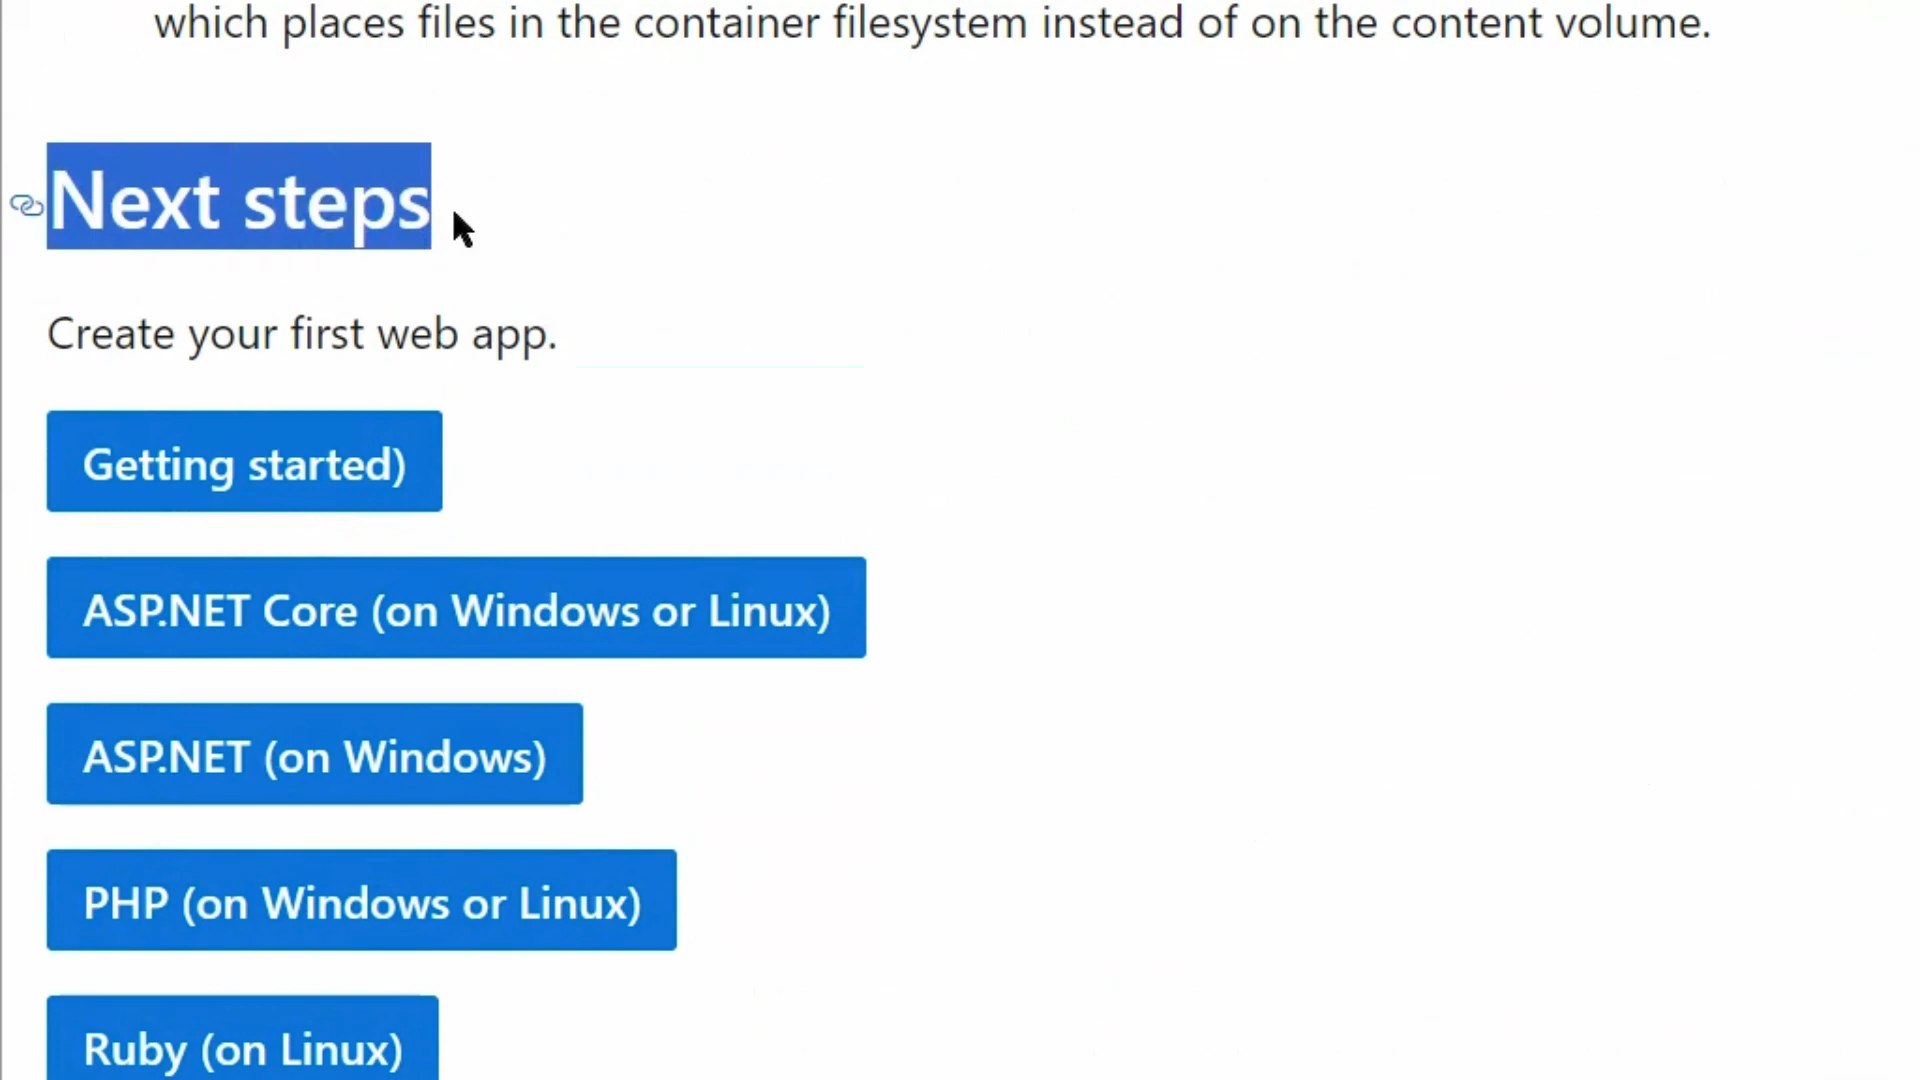 which places files in the container filesystem instead of on the content volume.
Next steps
Create your first web app.
Getting started)
ASP.NET Core (on Windows or Linux)
ASP.NET (on Windows)
PHP (on Windows or Linux)
Ruby (on Linux)